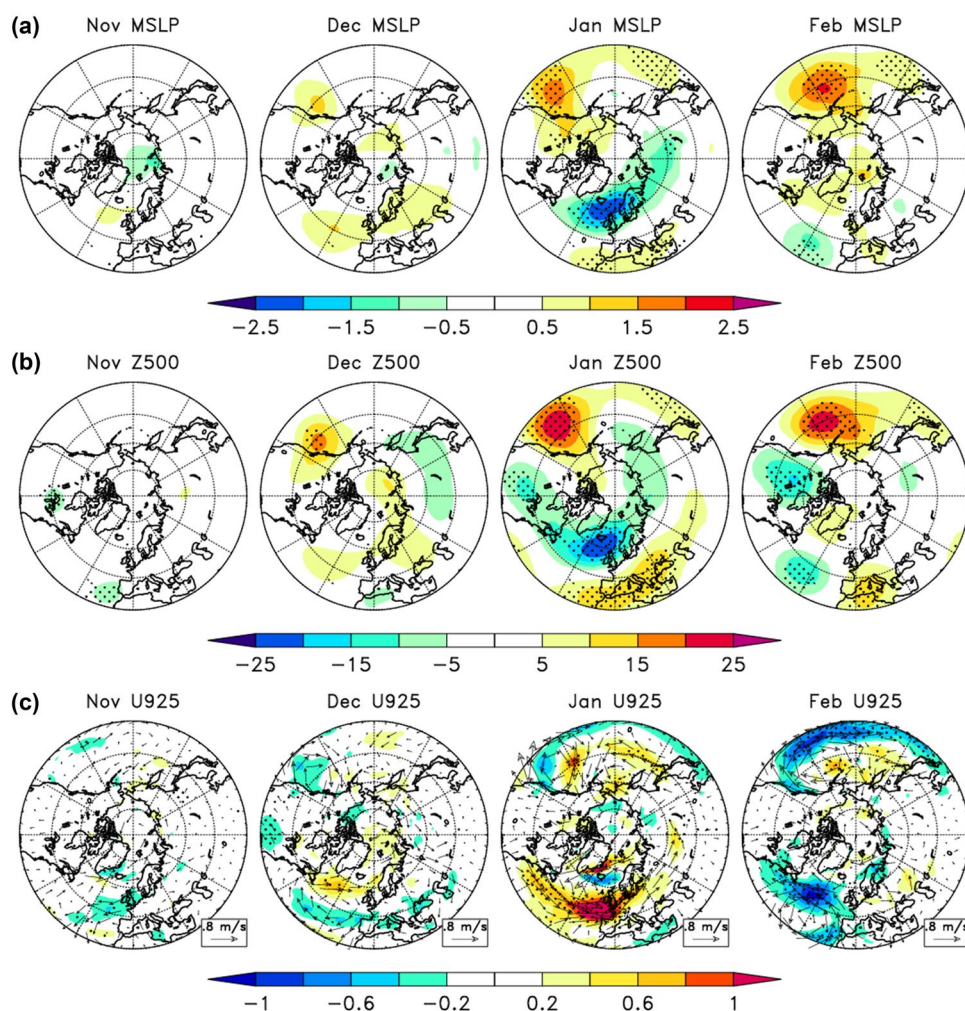 (a)
Nov MSLP Dec MSLP Jan MSLP Feb MSLP
−2.5 −1.5 −0.5 0.5 1.5 2.5
(b)
Nov Z500 Dec Z500 Jan Z500 Feb Z500
−25 −15 −5 5 15 25
(c)
Nov U925 Dec U925 Jan U925 Feb U925
.8 m/s .8 m/s .8 m/s .8 m/s
−1 −0.6 −0.2 0.2 0.6 1